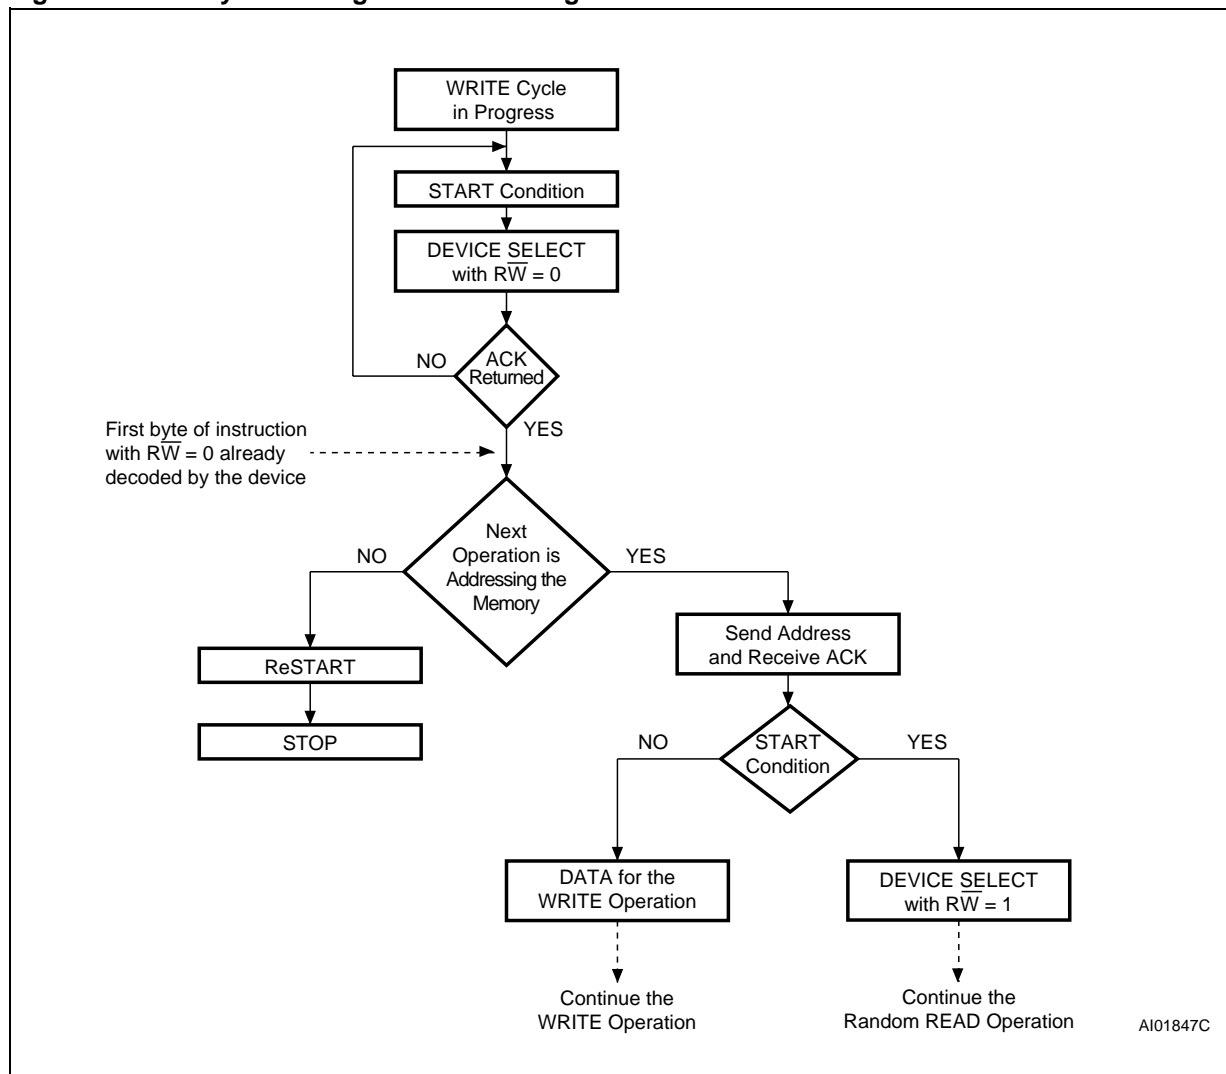 WRITE Cycle
in Progress
START Condition
DEVICE SELECT
with RW̅ = 0
NO
ACK
Returned
YES
First byte of instruction
with RW̅ = 0 already
decoded by the device
Next
Operation is
Addressing the
Memory
NO
YES
Send Address
and Receive ACK
ReSTART
STOP
NO
START
Condition
YES
DATA for the
WRITE Operation
DEVICE SELECT
with RW̅ = 1
Continue the
WRITE Operation
Continue the
Random READ Operation
AI01847C